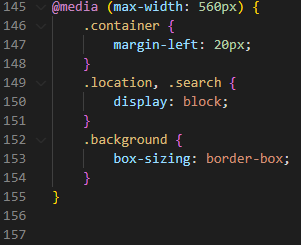 145 @media (max-width: 560px) {
146     .container {
147         margin-left: 20px;
148     }
149     .location, .search {
150         display: block;
151     }
152     .background {
153         box-sizing: border-box;
154     }
155 }
156
157